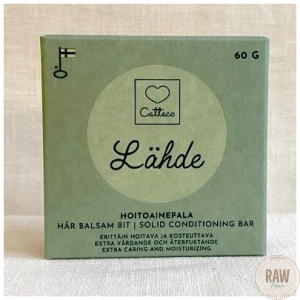 60 G
Catteco
Lähde
HOITOAINEPALA
HÅR BALSAM BIT | SOLID CONDITIONING BAR
ERITTÄIN HOITAVA JA KOSTEUTTAVA
EXTRA VÅRDANDE OCH ÅTERFUKTANDE
EXTRA CARING AND MOISTURIZING
RAW